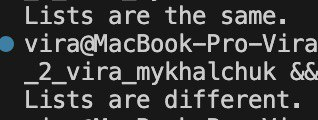 Lists are the same.
vira@MacBook-Pro-Vira
_2_vira_mykhalchuk &&
Lists are different.